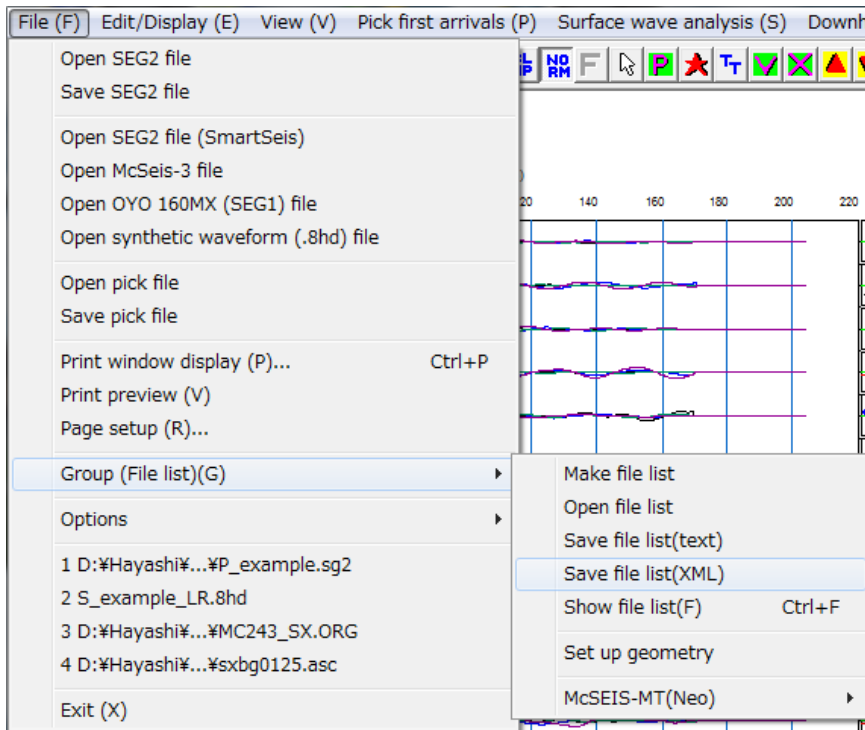 File (F) Edit/Display (E) View (V) Pick first arrivals (P) Surface wave analysis (S)
NO
RM
F
P
TT
Open SEG2 file
Save SEG2 file
Open SEG2 file (SmartSeis)
Open McSeis-3 file
Open OYO 160MX (SEG1) file
Open synthetic waveform (.8hd) file
Open pick file
Save pick file
Print window display (P)... Ctrl+P
Print preview (V)
Page setup (R)...
Group (File list)(G)
Options
1 D:¥Hayashi¥...¥P_example.sg2
2 S_example_LR.8hd
3 D:¥Hayashi¥...¥MC243_SX.ORG
4 D:¥Hayashi¥...¥sxbg0125.asc
Exit (X)
20 140 160 180 200 220
Make file list
Open file list
Save file list(text)
Save file list(XML)
Show file list(F) Ctrl+F
Set up geometry
McSEIS-MT(Neo)